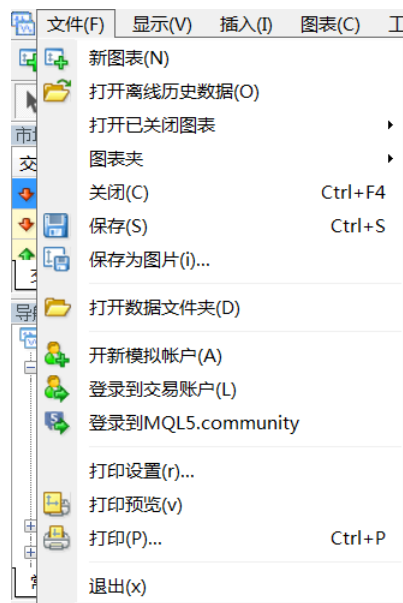 文件(F) 显示(V) 插入(I) 图表(C) 工
新图表(N)
打开离线历史数据(O)
打开已关闭图表
图表夹
关闭(C) Ctrl+F4
保存(S) Ctrl+S
保存为图片(i)...
打开数据文件夹(D)
开新模拟帐户(A)
登录到交易账户(L)
登录到MQL5.community
打印设置(r)...
打印预览(v)
打印(P)... Ctrl+P
退出(x)
市
交
导